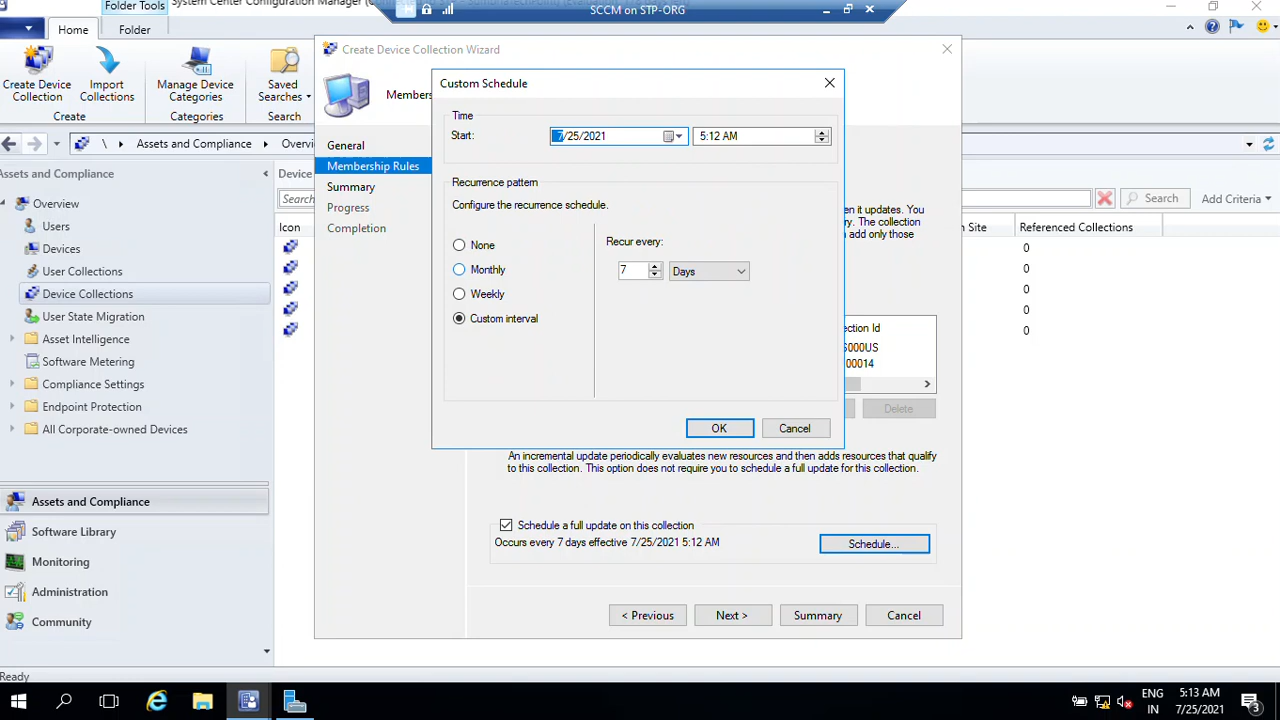 Folder Tools
System Center Configuration Manager
SCCM on STP-ORG
Home
Folder
Create Device
Collection
Import
Collections
Manage Device
Categories
Saved
Searches
Create
Categories
Search
\ Assets and Compliance
Overvi
Assets and Compliance
Overview
Users
Devices
User Collections
Device Collections
User State Migration
Asset Intelligence
Software Metering
Compliance Settings
Endpoint Protection
All Corporate-owned Devices
Assets and Compliance
Software Library
Monitoring
Administration
Community
Ready
Device
Search
Icon
Search
Add Criteria
n Site
Referenced Collections
0
0
0
0
0
Create Device Collection Wizard
Members
General
Membership Rules
Summary
Progress
Completion
en it updates. You
y. The collection
add only those
ection Id
S000US
00014
Delete
An incremental update periodically evaluates new resources and then adds resources that qualify
to this collection. This option does not require you to schedule a full update for this collection.
Schedule a full update on this collection
Occurs every 7 days effective 7/25/2021 5:12 AM
Schedule...
< Previous
Next >
Summary
Cancel
Custom Schedule
Time
Start:
7/25/2021
5:12 AM
Recurrence pattern
Configure the recurrence schedule.
None
Monthly
Weekly
Custom interval
Recur every:
7
Days
OK
Cancel
ENG
IN
5:13 AM
7/25/2021
3